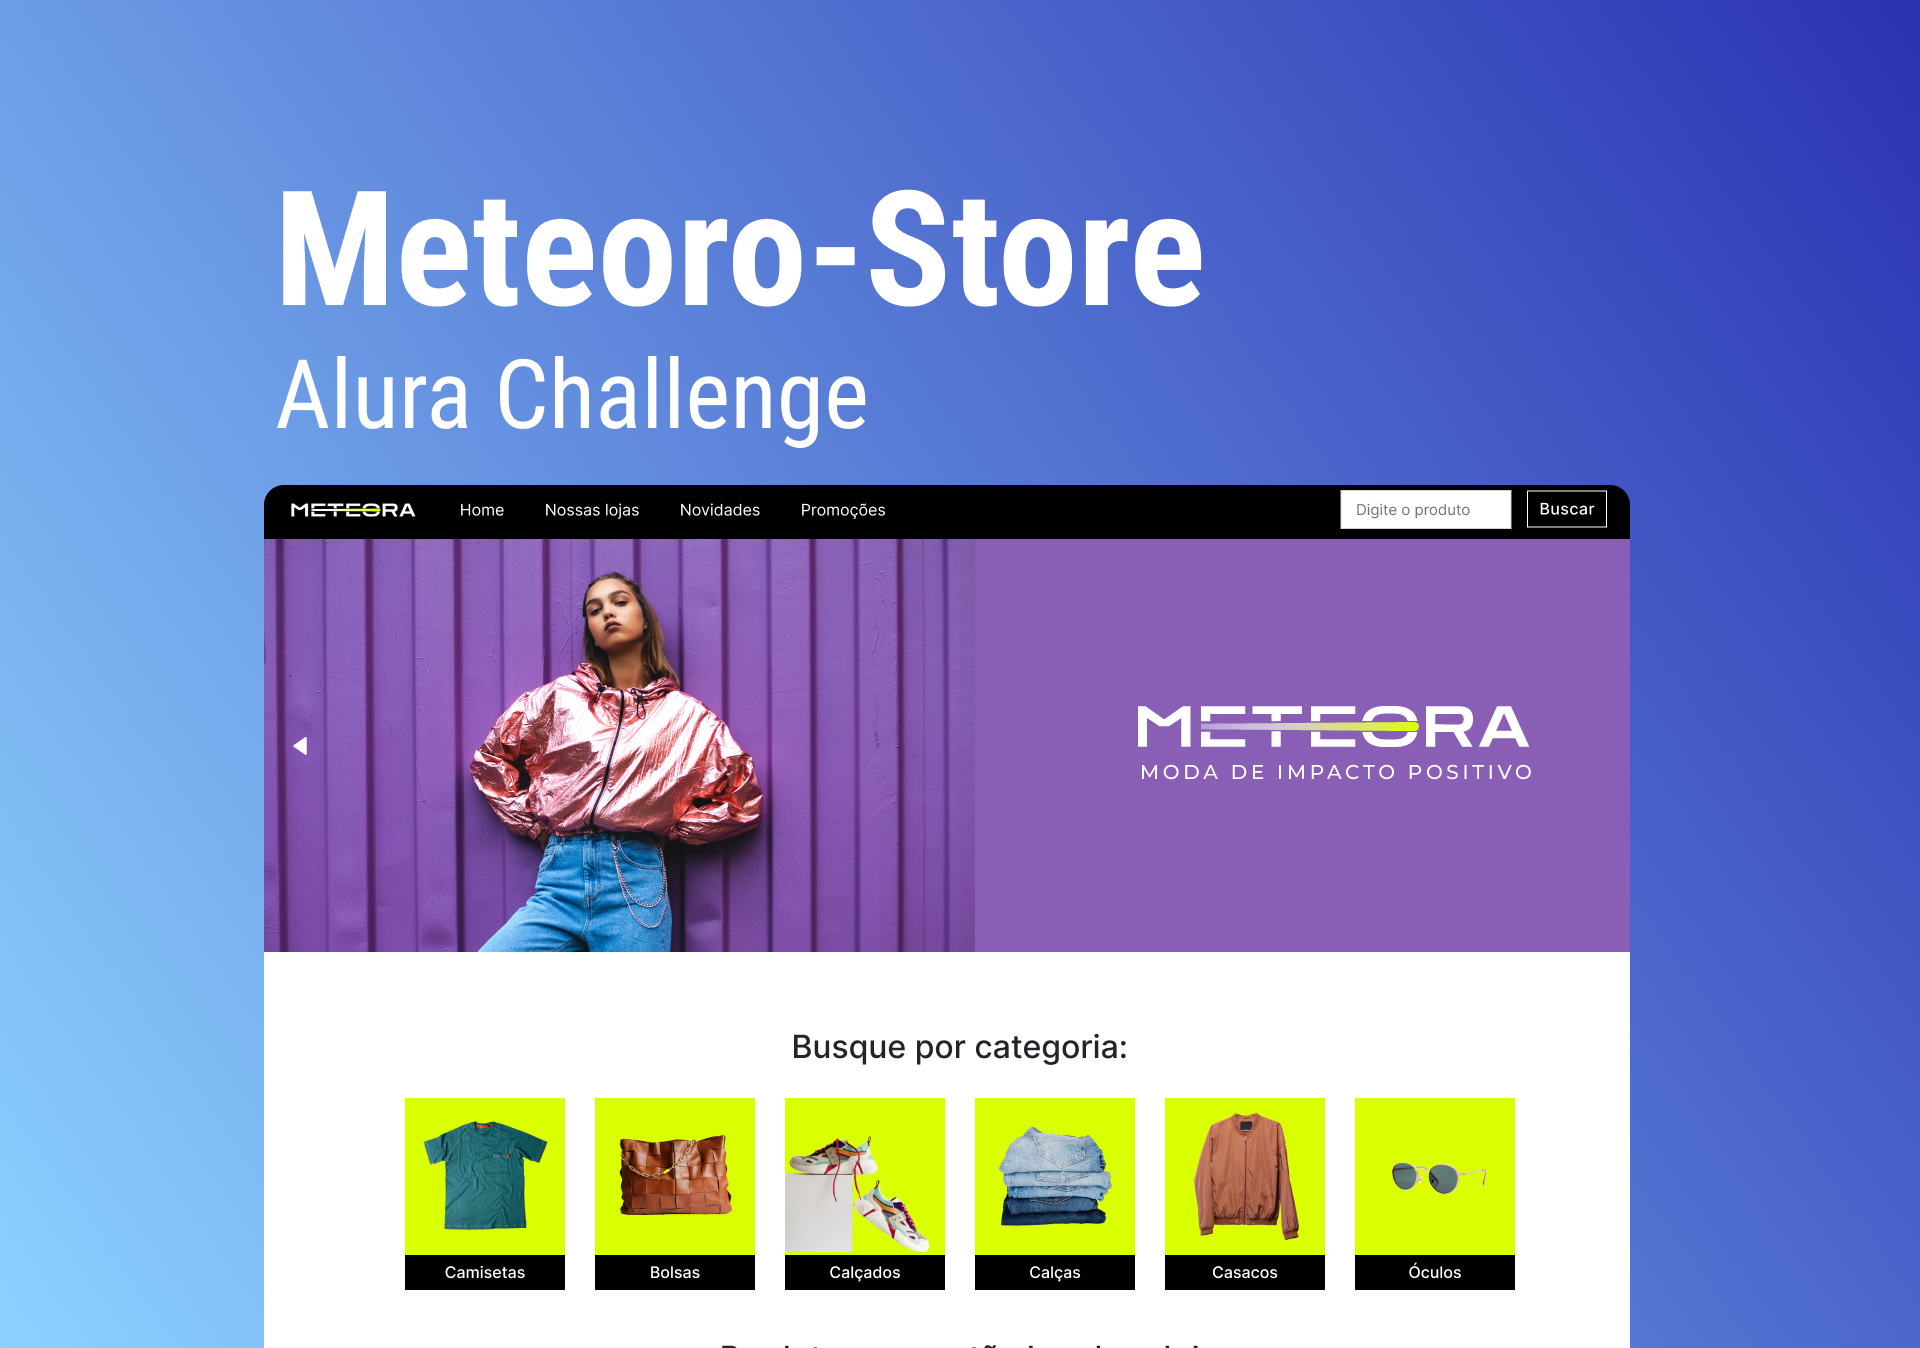 Meteoro-Store
Alura Challenge
METEORA Home Nossas lojas Novidades Promoções Digite o produto Buscar
METEORA
MODA DE IMPACTO POSITIVO
Busque por categoria:
Camisetas Bolsas Calçados Calças Casacos Óculos